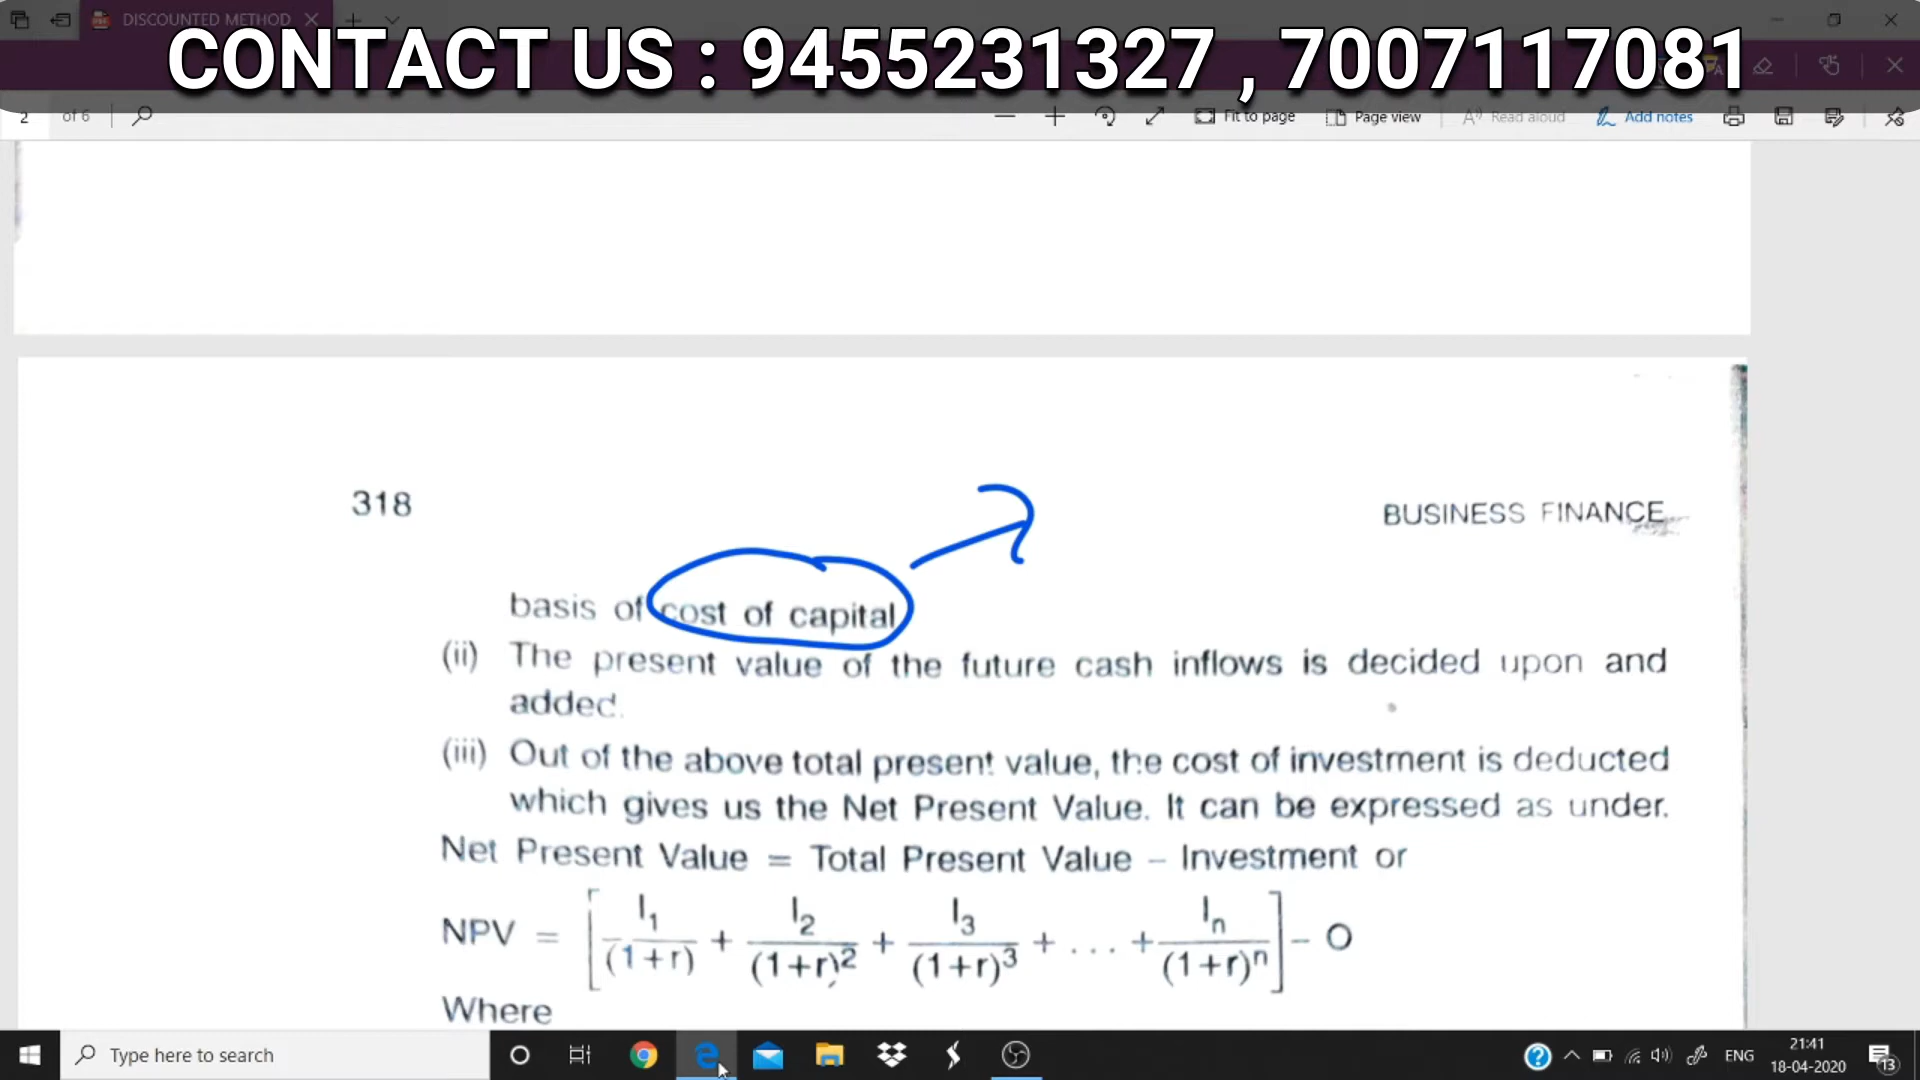 DISCOUNTED METHOD
CONTACT US : 9455231327 , 7007117081
2 of 6
Fit to page
Page view
Read aloud
Add notes
318
BUSINESS FINANCE
basis of cost of capital
(ii) The present value of the future cash inflows is decided upon and
added.
(iii) Out of the above total present value, the cost of investment is deducted
which gives us the Net Present Value. It can be expressed as under.
Net Present Value = Total Present Value – Investment or
NPV = [ I₁/(1+r) + I₂/(1+r)² + I₃/(1+r)³ + . . . + Iₙ/(1+r)ⁿ ] – O
Where
Type here to search
ENG
21:41
18-04-2020
13